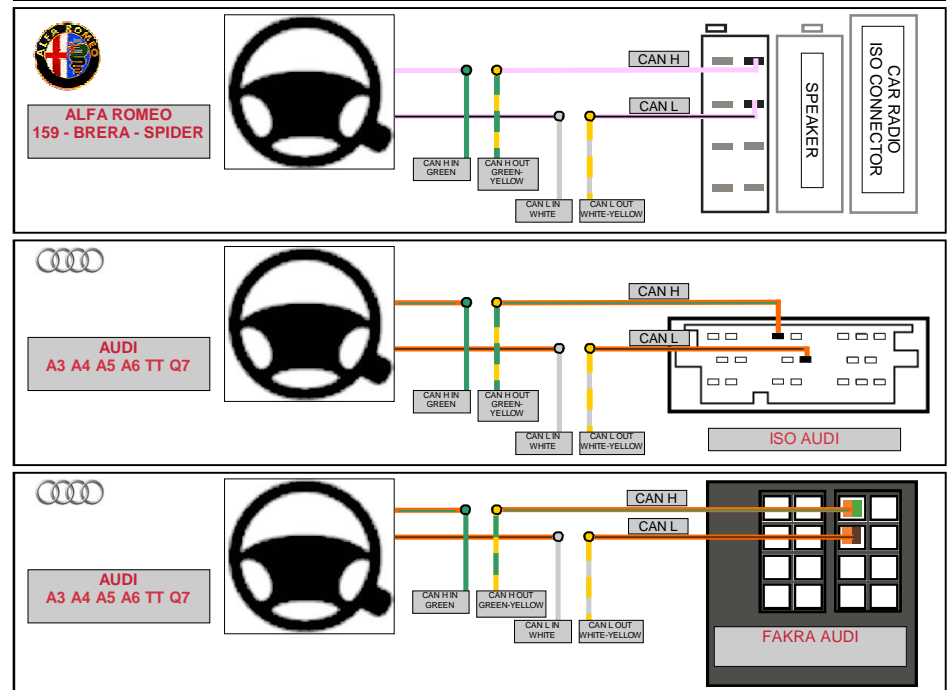 ALFA ROMEO
ALFA ROMEO
159 - BRERA - SPIDER
CAN H
CAN L
CAN H IN
GREEN
CAN H OUT
GREEN-
YELLOW
CAN L IN
WHITE
CAN L OUT
WHITE-YELLOW
SPEAKER
CAR RADIO
ISO CONNECTOR
AUDI
A3 A4 A5 A6 TT Q7
CAN H
CAN L
CAN H IN
GREEN
CAN H OUT
GREEN-
YELLOW
CAN L IN
WHITE
CAN L OUT
WHITE-YELLOW
ISO AUDI
AUDI
A3 A4 A5 A6 TT Q7
CAN H
CAN L
CAN H IN
GREEN
CAN H OUT
GREEN-YELLOW
CAN L IN
WHITE
CAN L OUT
WHITE-YELLOW
FAKRA AUDI